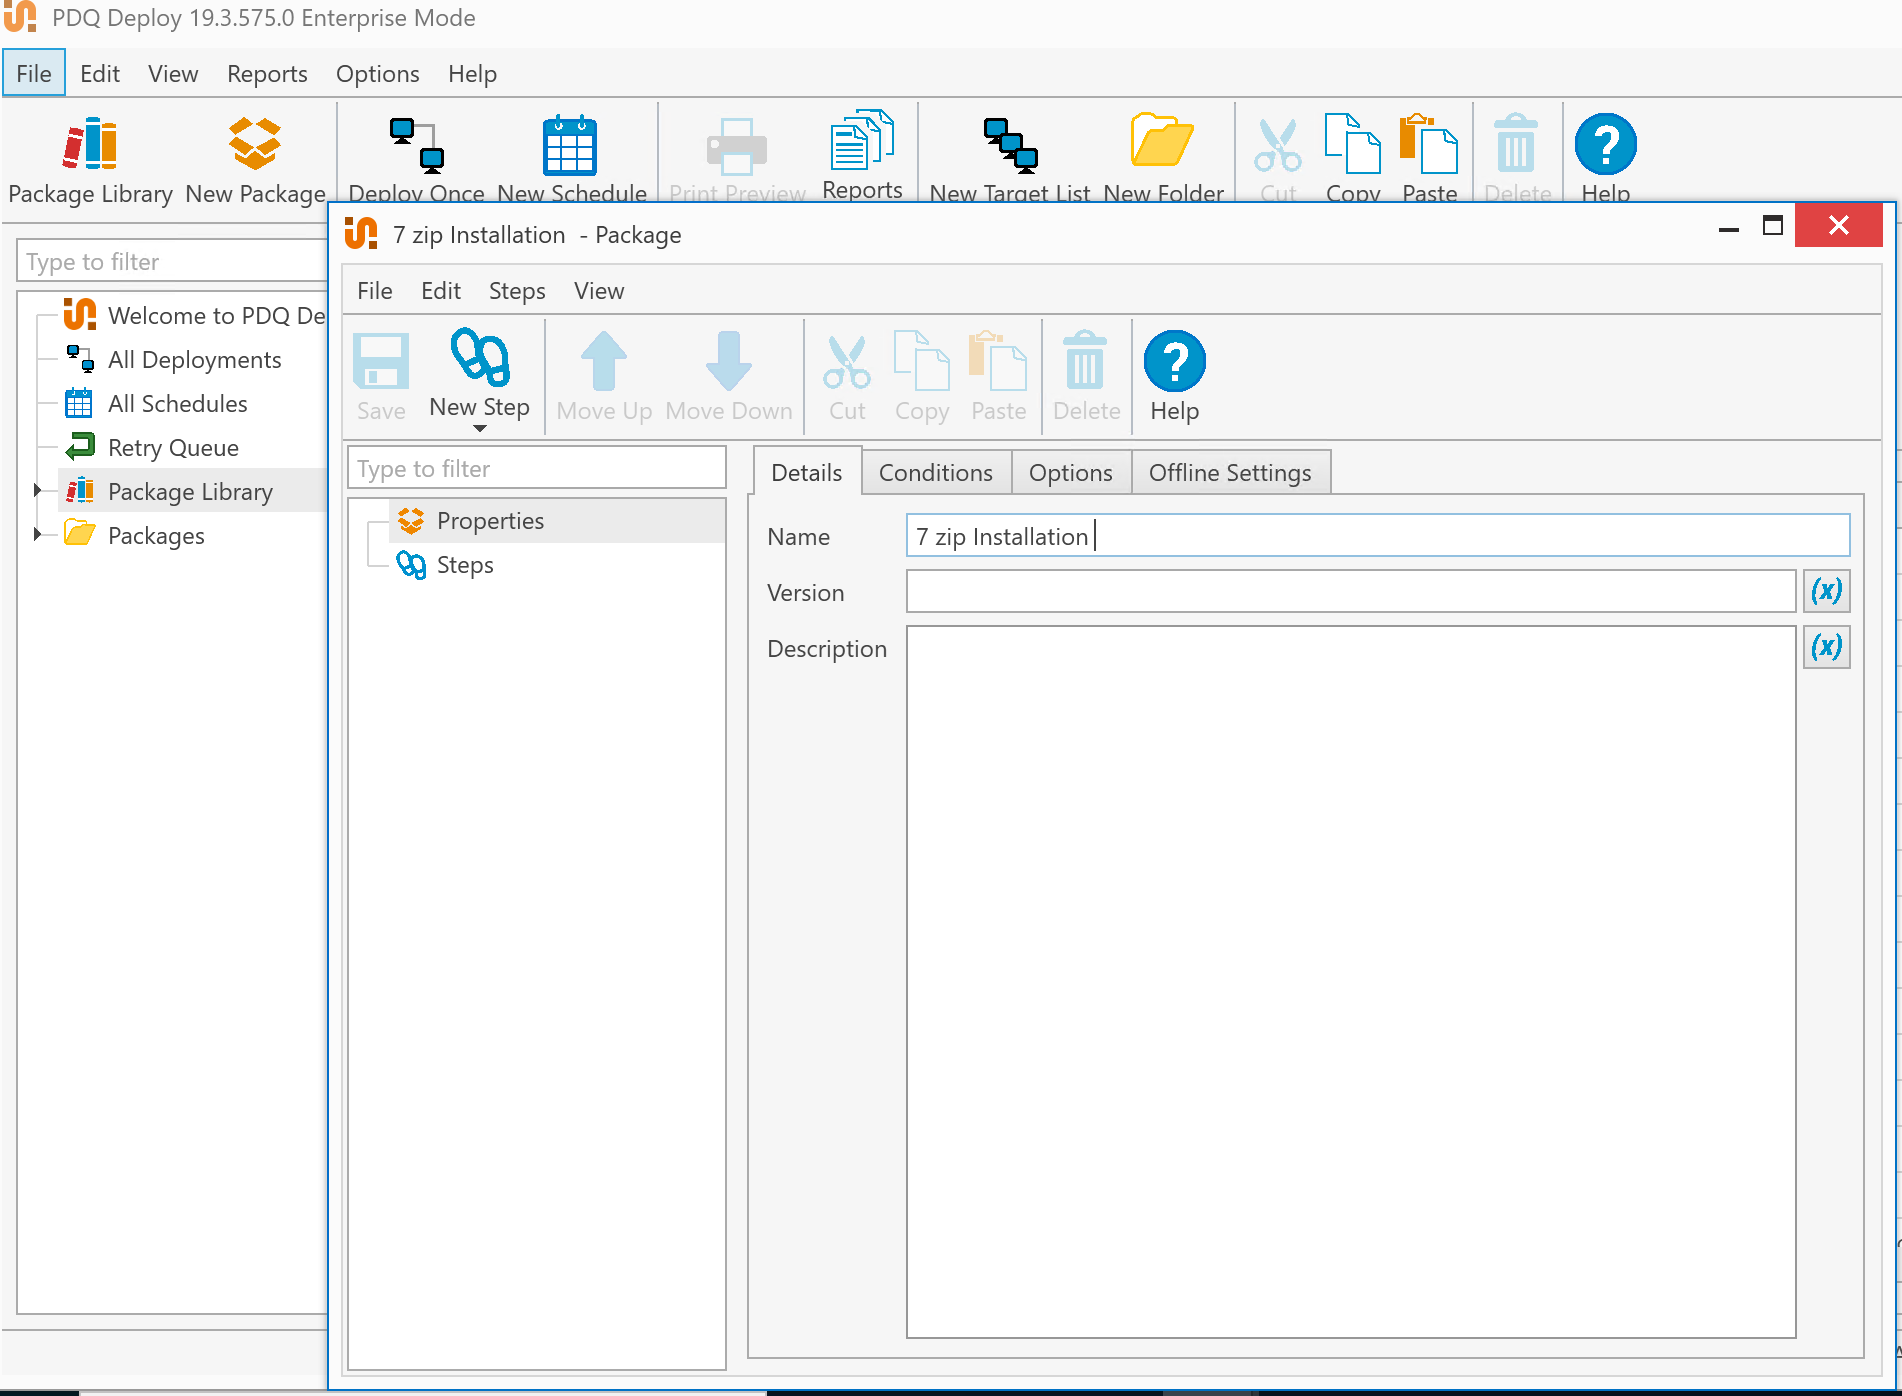 PDQ Deploy 19.3.575.0 Enterprise Mode
File Edit View Reports Options Help
Package Library New Package Deploy Once New Schedule Print Preview Reports New Target List New Folder Cut Copy Paste Delete Help
7 zip Installation - Package
Type to filter
Welcome to PDQ De
All Deployments
All Schedules
Retry Queue
Package Library
Packages
File Edit Steps View
Save New Step Move Up Move Down Cut Copy Paste Delete Help
Type to filter
Properties
Steps
Details Conditions Options Offline Settings
Name 7 zip Installation
Version (x)
Description (x)